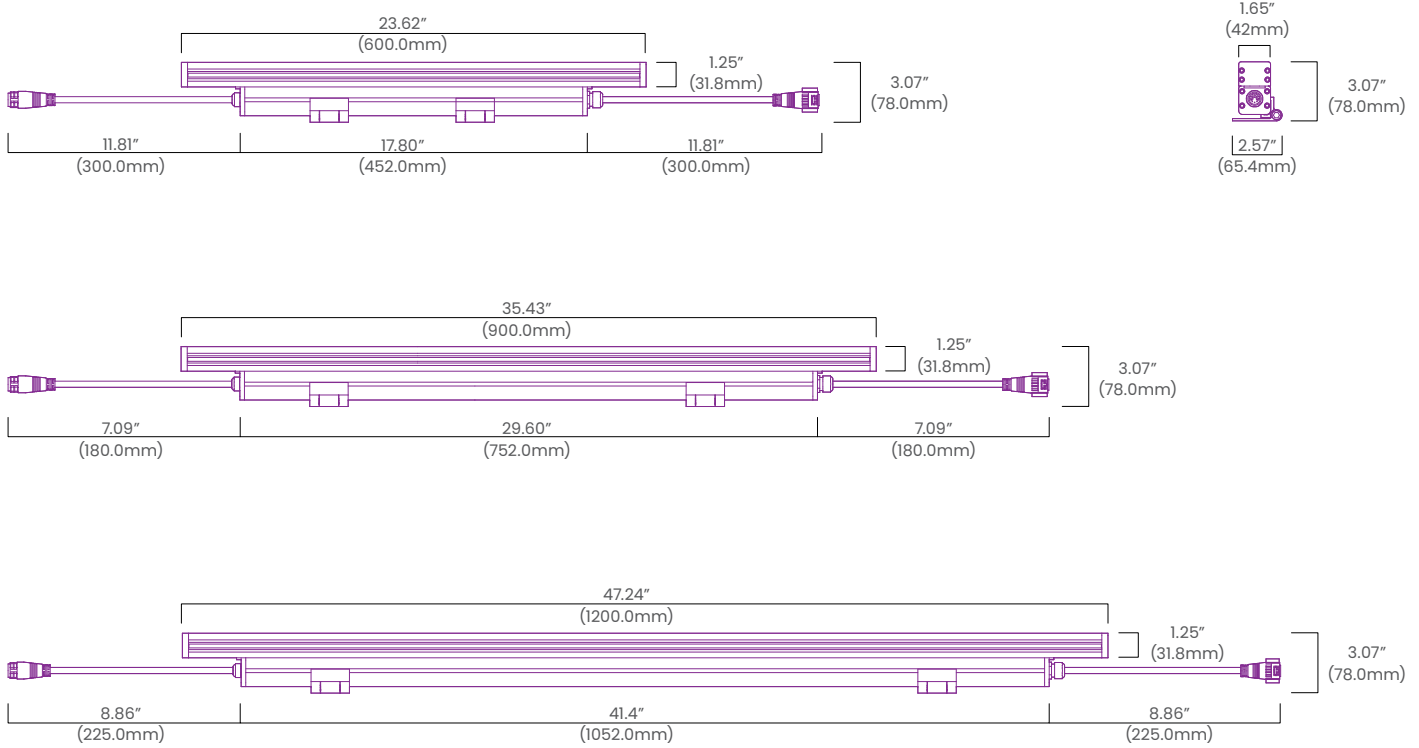 23.62”
(600.0mm)
1.25”
(31.8mm)
3.07”
(78.0mm)
11.81”
(300.0mm)
17.80”
(452.0mm)
11.81”
(300.0mm)
1.65”
(42mm)
3.07”
(78.0mm)
2.57”
(65.4mm)
35.43”
(900.0mm)
1.25”
(31.8mm)
3.07”
(78.0mm)
7.09”
(180.0mm)
29.60”
(752.0mm)
7.09”
(180.0mm)
47.24”
(1200.0mm)
1.25”
(31.8mm)
3.07”
(78.0mm)
8.86”
(225.0mm)
41.4”
(1052.0mm)
8.86”
(225.0mm)